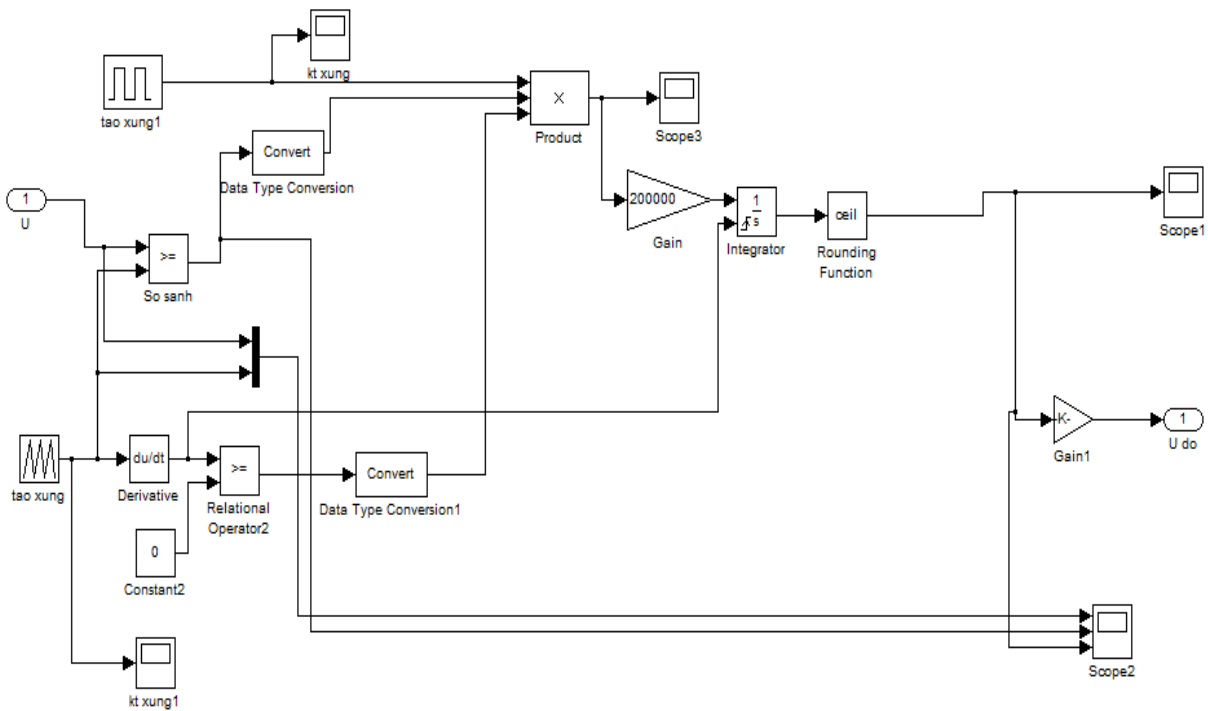 kt xung
tao xung1
X
Product
Scope3
Convert
Data Type Conversion
1
U
>=
So sanh
200000
Gain
1
s
Integrator
ceil
Rounding
Function
Scope1
tao xung
du/dt
Derivative
>=
Relational
Operator2
Convert
Data Type Conversion1
0
Constant2
-K-
Gain1
1
U do
kt xung1
Scope2